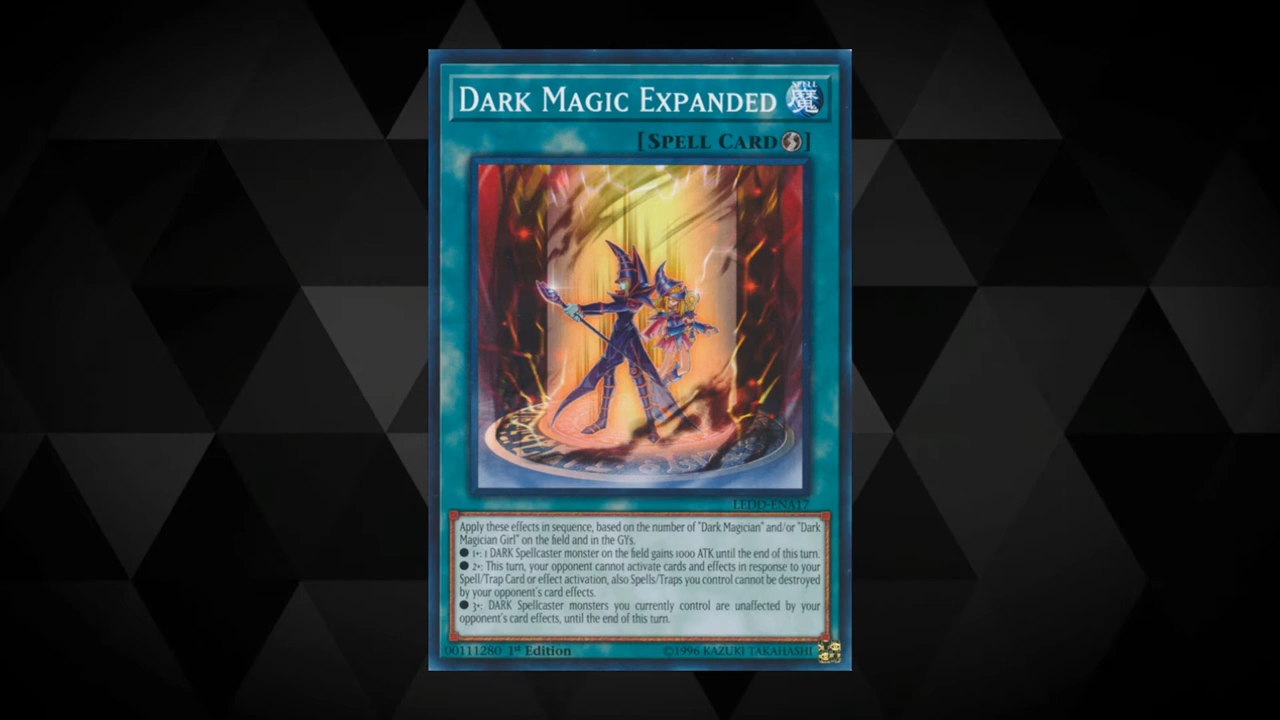 DARK MAGIC EXPANDED
SPELL
魔
[SPELL CARD]
LEDD-ENA17
Apply these effects in sequence, based on the number of "Dark Magician" and/or "Dark
Magician Girl" on the field and in the GYs.
● 1+: 1 DARK Spellcaster monster on the field gains 1000 ATK until the end of this turn.
● 2+: This turn, your opponent cannot activate cards and effects in response to your
Spell/Trap Card or effect activation, also Spells/Traps you control cannot be destroyed
by your opponent's card effects.
● 3+: DARK Spellcaster monsters you currently control are unaffected by your
opponent's card effects, until the end of this turn.
00111280 1st Edition ©1996 KAZUKI TAKAHASHI